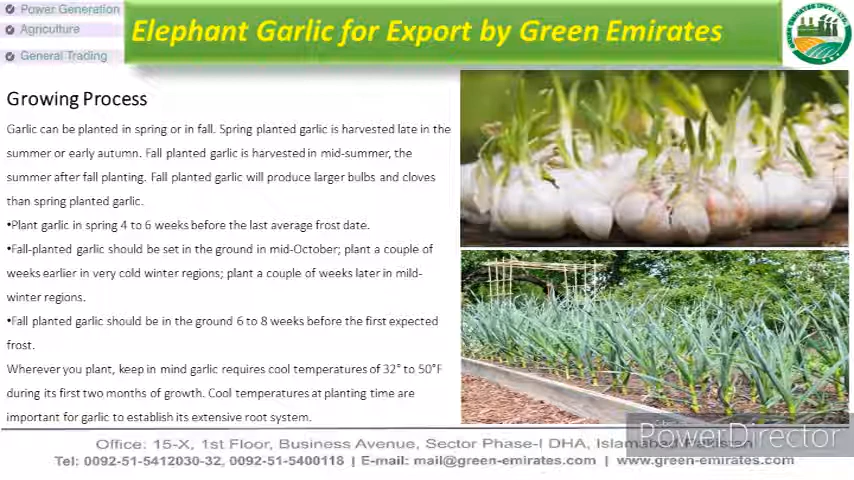 Power Generation
Agriculture
General Trading
Elephant Garlic for Export by Green Emirates
Growing Process
Garlic can be planted in spring or in fall. Spring planted garlic is harvested late in the
summer or early autumn. Fall planted garlic is harvested in mid-summer, the
summer after fall planting. Fall planted garlic will produce larger bulbs and cloves
than spring planted garlic.
•Plant garlic in spring 4 to 6 weeks before the last average frost date.
•Fall-planted garlic should be set in the ground in mid-October; plant a couple of
weeks earlier in very cold winter regions; plant a couple of weeks later in mild-
winter regions.
•Fall planted garlic should be in the ground 6 to 8 weeks before the first expected
frost.
Wherever you plant, keep in mind garlic requires cool temperatures of 32° to 50°F
during its first two months of growth. Cool temperatures at planting time are
important for garlic to establish its extensive root system.
PowerDirector
Office: 15-X, 1st Floor, Business Avenue, Sector Phase-I DHA, Islamabad Pakistan
Tel: 0092-51-5412030-32, 0092-51-5400118 | E-mail: mail@green-emirates.com | www.green-emirates.com